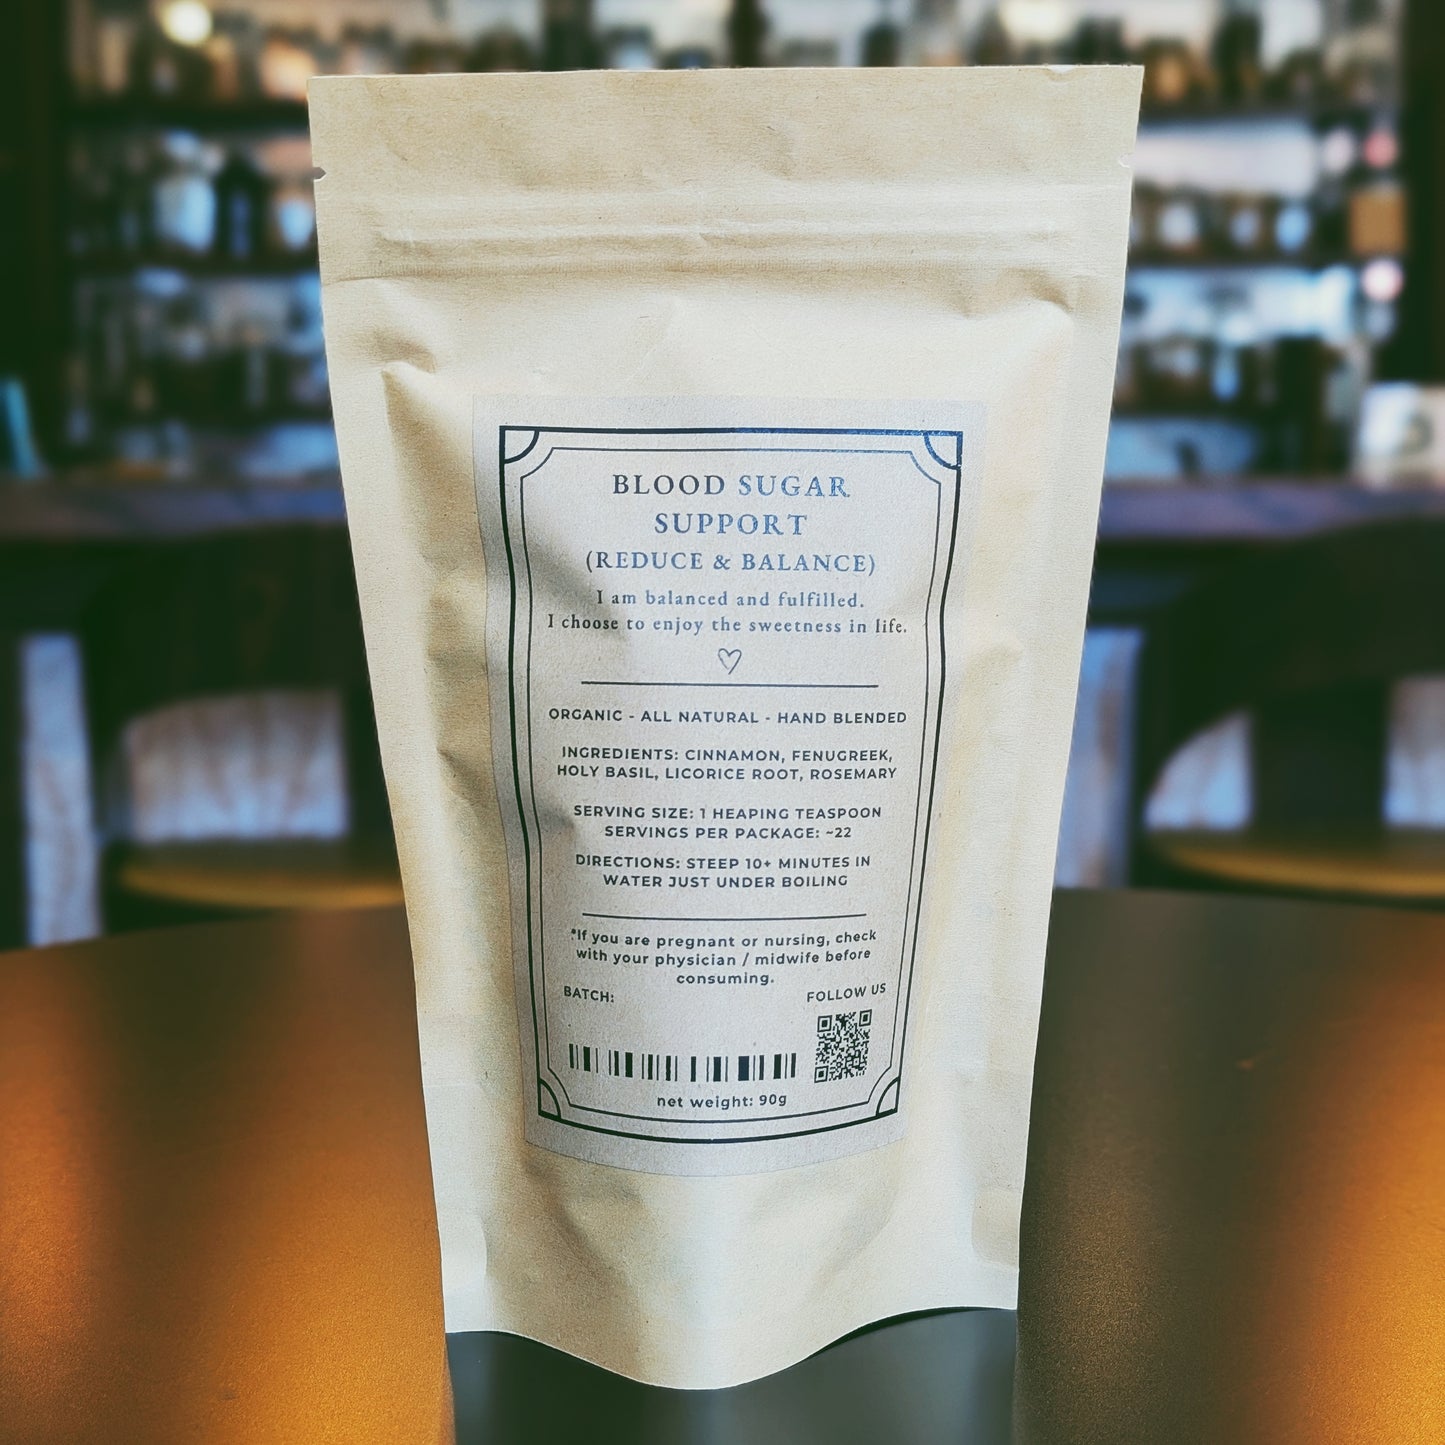 BLOOD SUGAR
SUPPORT
(REDUCE & BALANCE)
I am balanced and fulfilled.
I choose to enjoy the sweetness in life.
ORGANIC - ALL NATURAL - HAND BLENDED
INGREDIENTS: CINNAMON, FENUGREEK,
HOLY BASIL, LICORICE ROOT, ROSEMARY
SERVING SIZE: 1 HEAPING TEASPOON
SERVINGS PER PACKAGE: ~22
DIRECTIONS: STEEP 10+ MINUTES IN
WATER JUST UNDER BOILING
*If you are pregnant or nursing, check
with your physician / midwife before
consuming.
BATCH:
FOLLOW US
net weight: 90g